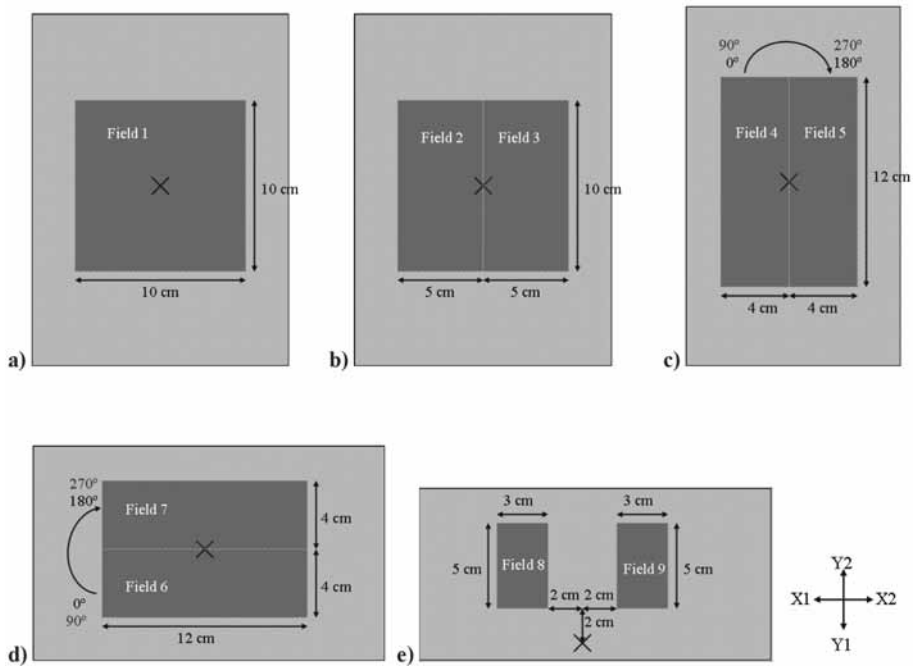 Field 1
10 cm
10 cm
a)
Field 2 Field 3
10 cm
5 cm 5 cm
b)
90° 270°
0° 180°
Field 4 Field 5
12 cm
4 cm 4 cm
c)
270°
180°
Field 7
4 cm
Field 6
0°
90°
4 cm
12 cm
d)
3 cm 3 cm
5 cm Field 8 Field 9 5 cm
2 cm 2 cm
2 cm
e)
Y2
X1 X2
Y1